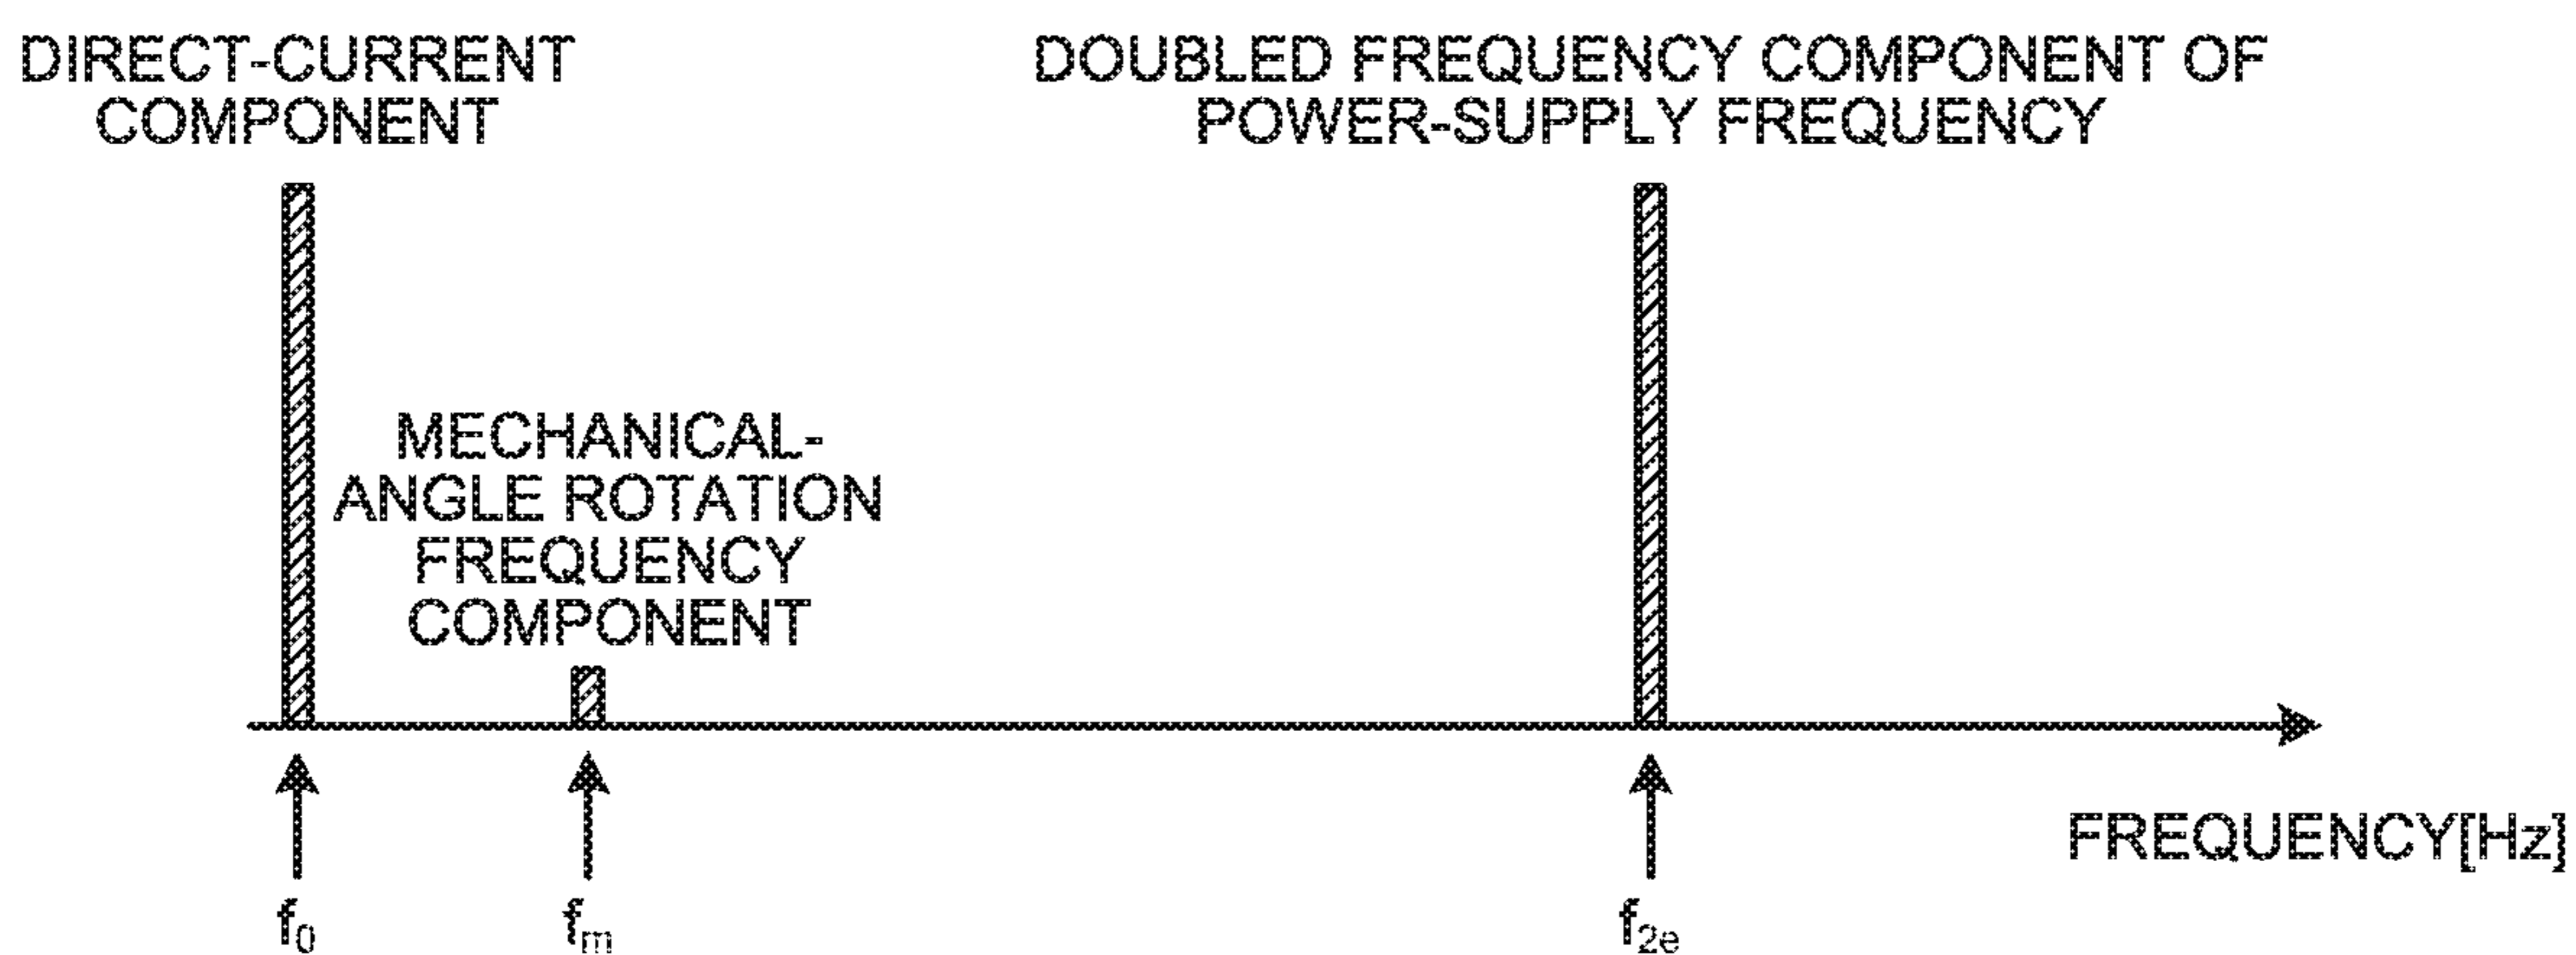 DIRECT-CURRENT
COMPONENT
DOUBLED FREQUENCY COMPONENT OF
POWER-SUPPLY FREQUENCY
MECHANICAL-
ANGLE ROTATION
FREQUENCY
COMPONENT
FREQUENCY[Hz]
f0
fm
f2e